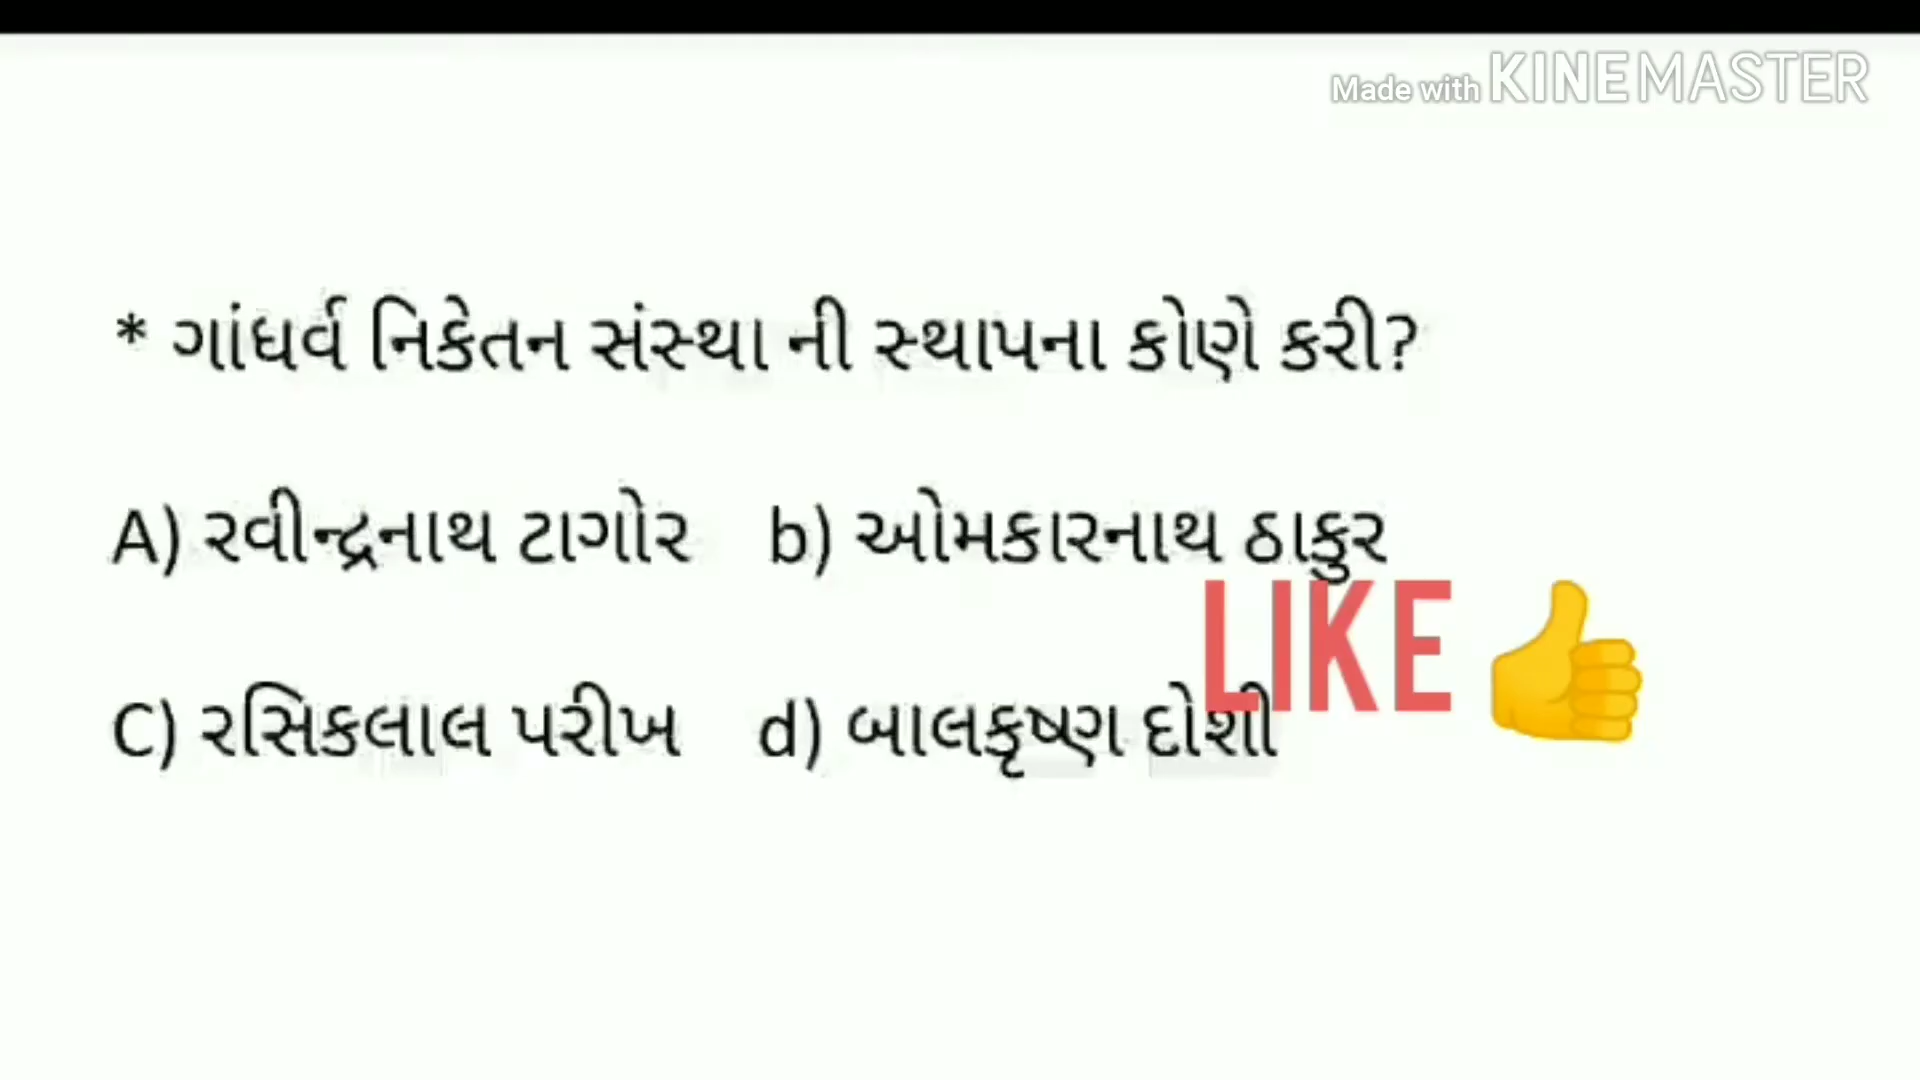 Made with KINEMASTER
* ગાંધર્વ નિકેતન સંસ્થા ની સ્થાપના કોણે કરી?
A) રવીન્દ્રનાથ ટાગોર b) ઓમકારનાથ ઠાકુર
LIKE
C) રસિકલાલ પરીખ d) બાલકૃષ્ણ દોશી